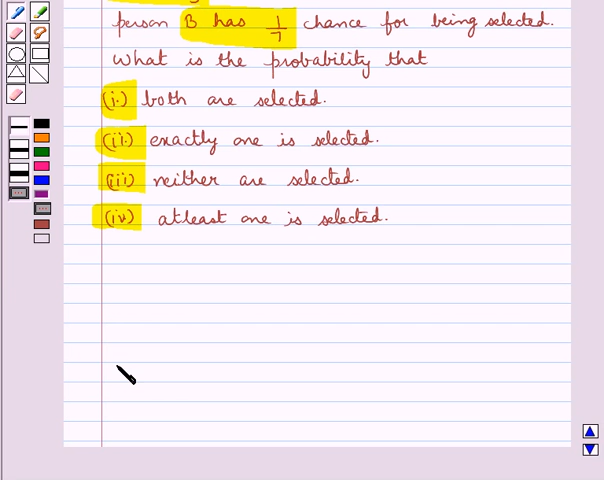 person B has 1/7 chance for being selected.
What is the probability that
(i.) both are selected.
(ii.) exactly one is selected.
(iii) neither are selected.
(iv) atleast one is selected.